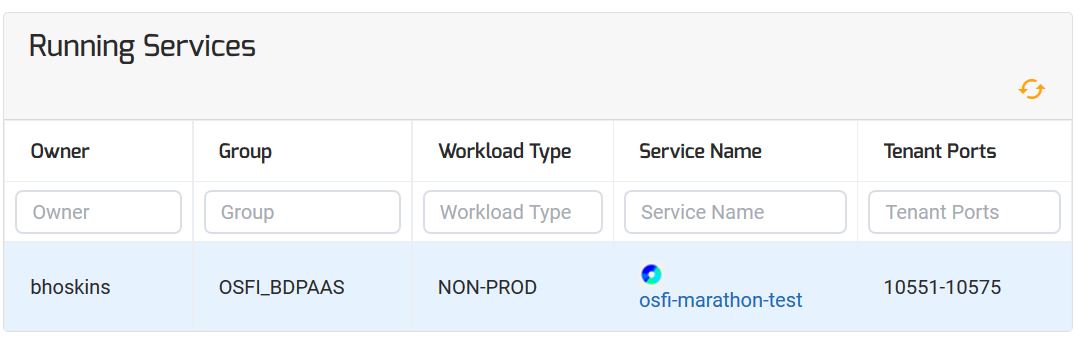 Running Services
Owner Group Workload Type Service Name Tenant Ports
Owner Group Workload Type Service Name Tenant Ports
bhoskins OSFI_BDPAAS NON-PROD osfi-marathon-test 10551-10575